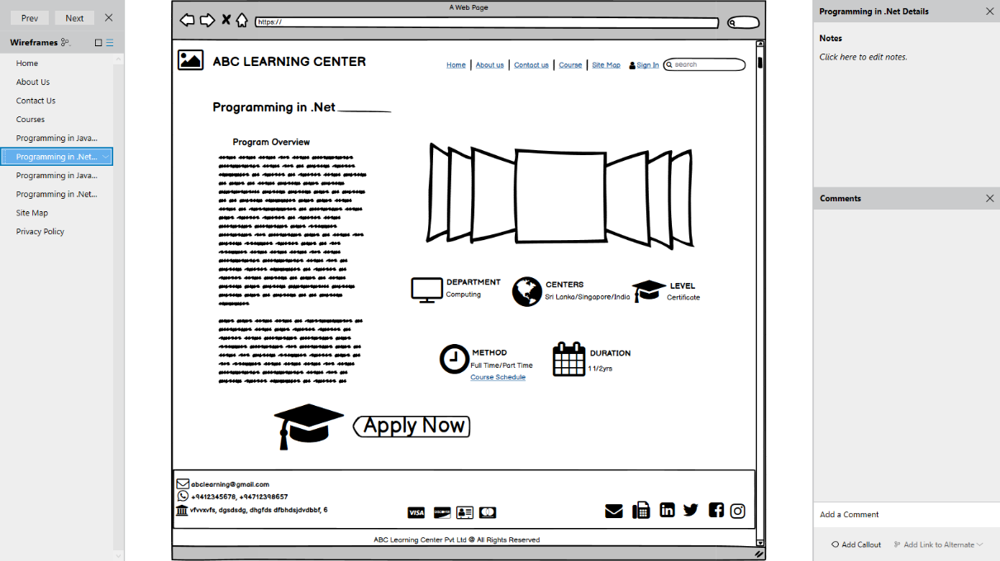 Prev Next
Wireframes
Home
About Us
Contact Us
Courses
Programming in Java...
Programming in .Net...
Programming in Java...
Programming in .Net...
Site Map
Privacy Policy
A Web Page
https://
ABC LEARNING CENTER
Home About us Contact us Course Site Map Sign In search
Programming in .Net
Program Overview
DEPARTMENT
Computing
CENTERS
Sri Lanka/Singapore/India
LEVEL
Certificate
METHOD
Full Time/Part Time
Course Schedule
DURATION
1 1/2yrs
Apply Now
abclearning@gmail.com
+9412345678, +94712398657
vfvvxvfs, dgsdsdg, dhgfds dfbhdsjdvdbbf, 6
VISA DISCOVER
ABC Learning Center Pvt Ltd @ All Rights Reserved
Programming in .Net Details
Notes
Click here to edit notes.
Comments
Add a Comment
Add Callout Add Link to Alternate